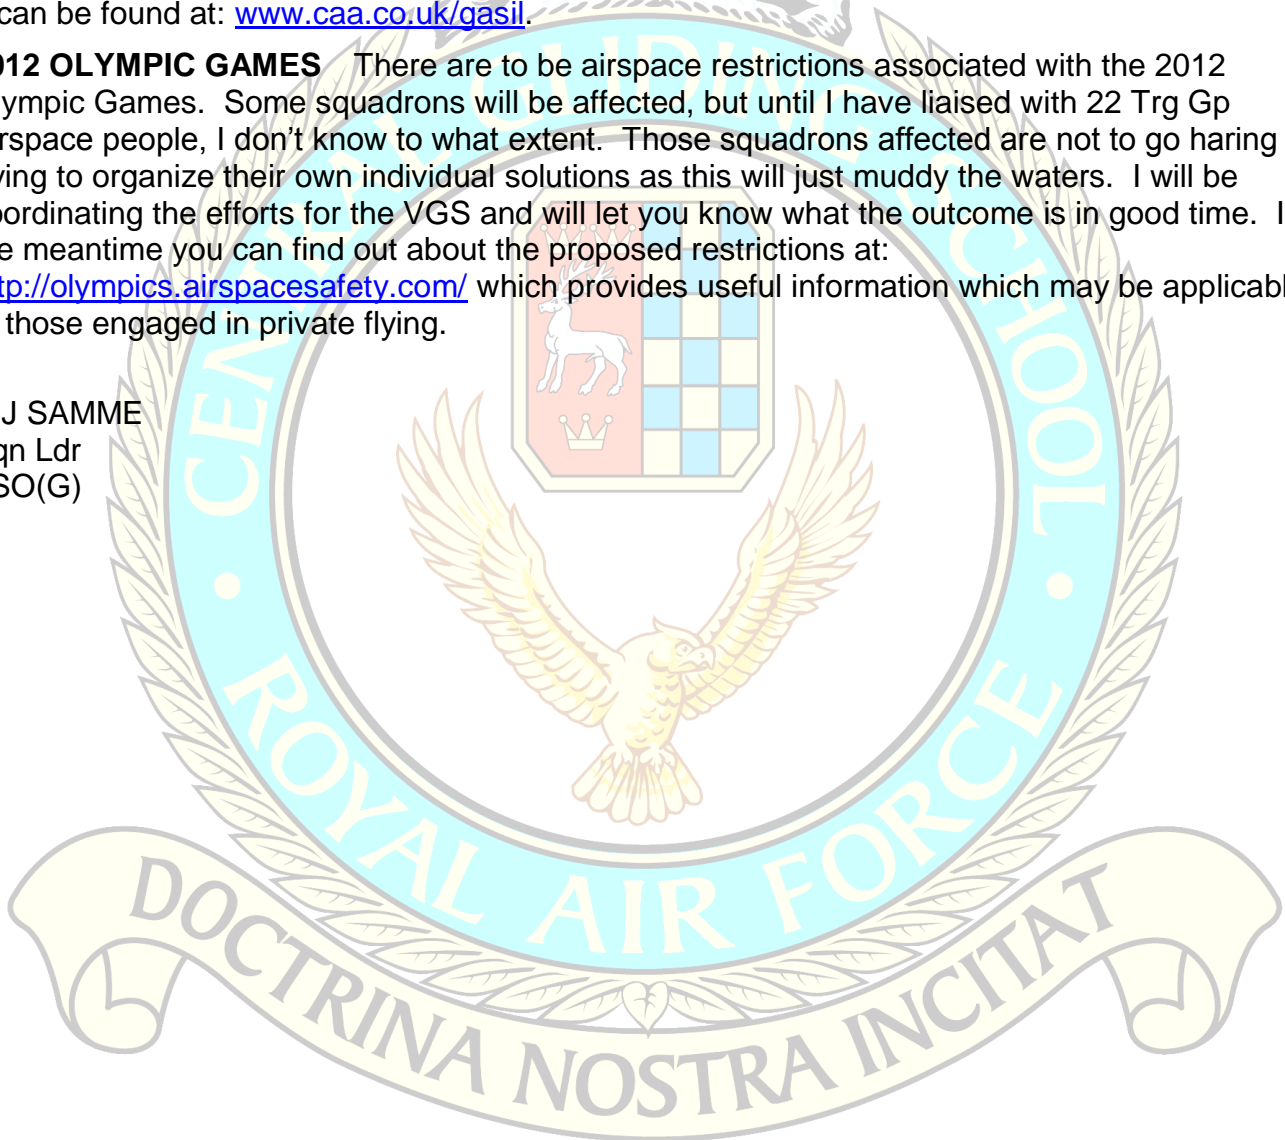 can be found at: www.caa.co.uk/gasil.
012 OLYMPIC GAMES There are to be airspace restrictions associated with the 2012
lympic Games. Some squadrons will be affected, but until I have liaised with 22 Trg Gp
rspace people, I don't know to what extent. Those squadrons affected are not to go haring
ying to organize their own individual solutions as this will just muddy the waters. I will be
oordinating the efforts for the VGS and will let you know what the outcome is in good time. I
e meantime you can find out about the proposed restrictions at:
tp://olympics.airspacesafety.com/ which provides useful information which may be applicabl
those engaged in private flying.
J SAMME
qn Ldr
SO(G)
CENTRAL GLIDING SCHOOL
ROYAL AIR FORCE
DOCTRINA NOSTRA INCITAT